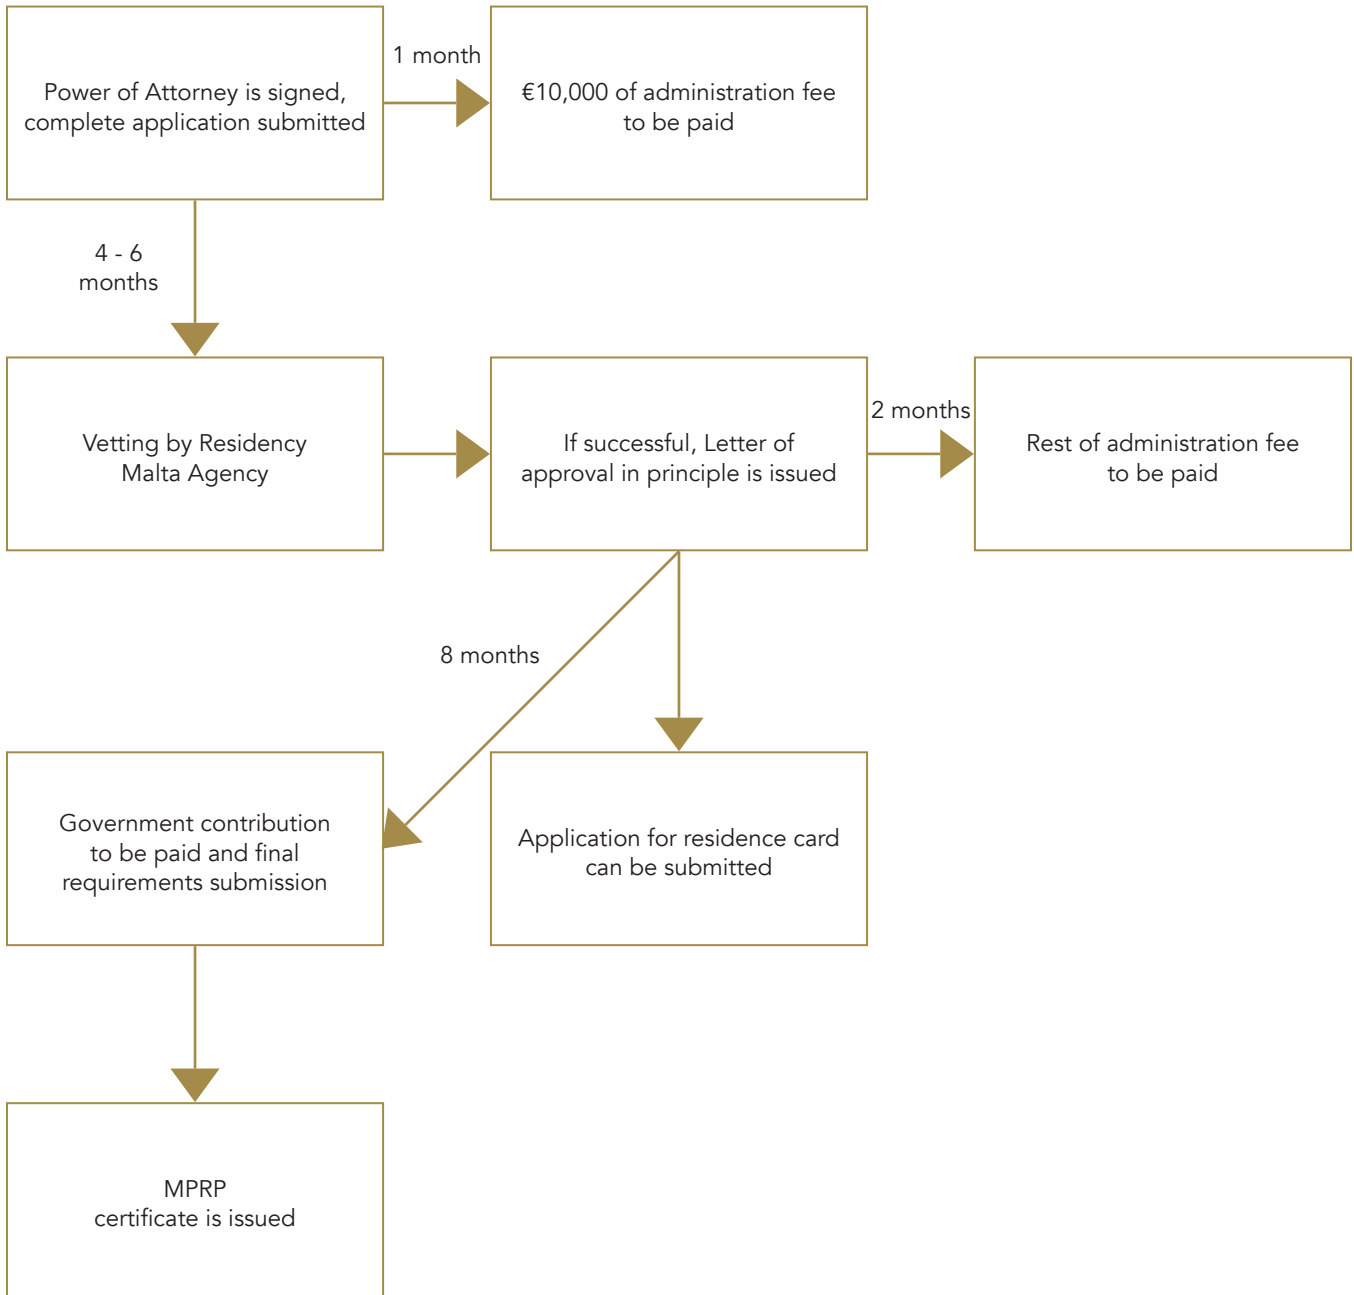 Power of Attorney is signed,
complete application submitted
1 month
€10,000 of administration fee
to be paid
4 - 6
months
Vetting by Residency
Malta Agency
If successful, Letter of
approval in principle is issued
2 months
Rest of administration fee
to be paid
8 months
Government contribution
to be paid and final
requirements submission
Application for residence card
can be submitted
MPRP
certificate is issued